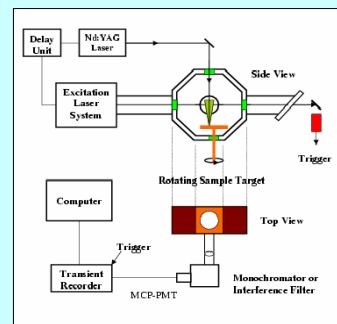 Delay
Unit
Nd:YAG
Laser
Side View
Excitation
Laser
System
Trigger
Rotating Sample Target
Computer
Top View
Trigger
Transient
Recorder
Monochromator or
Interference Filter
MCP-PMT